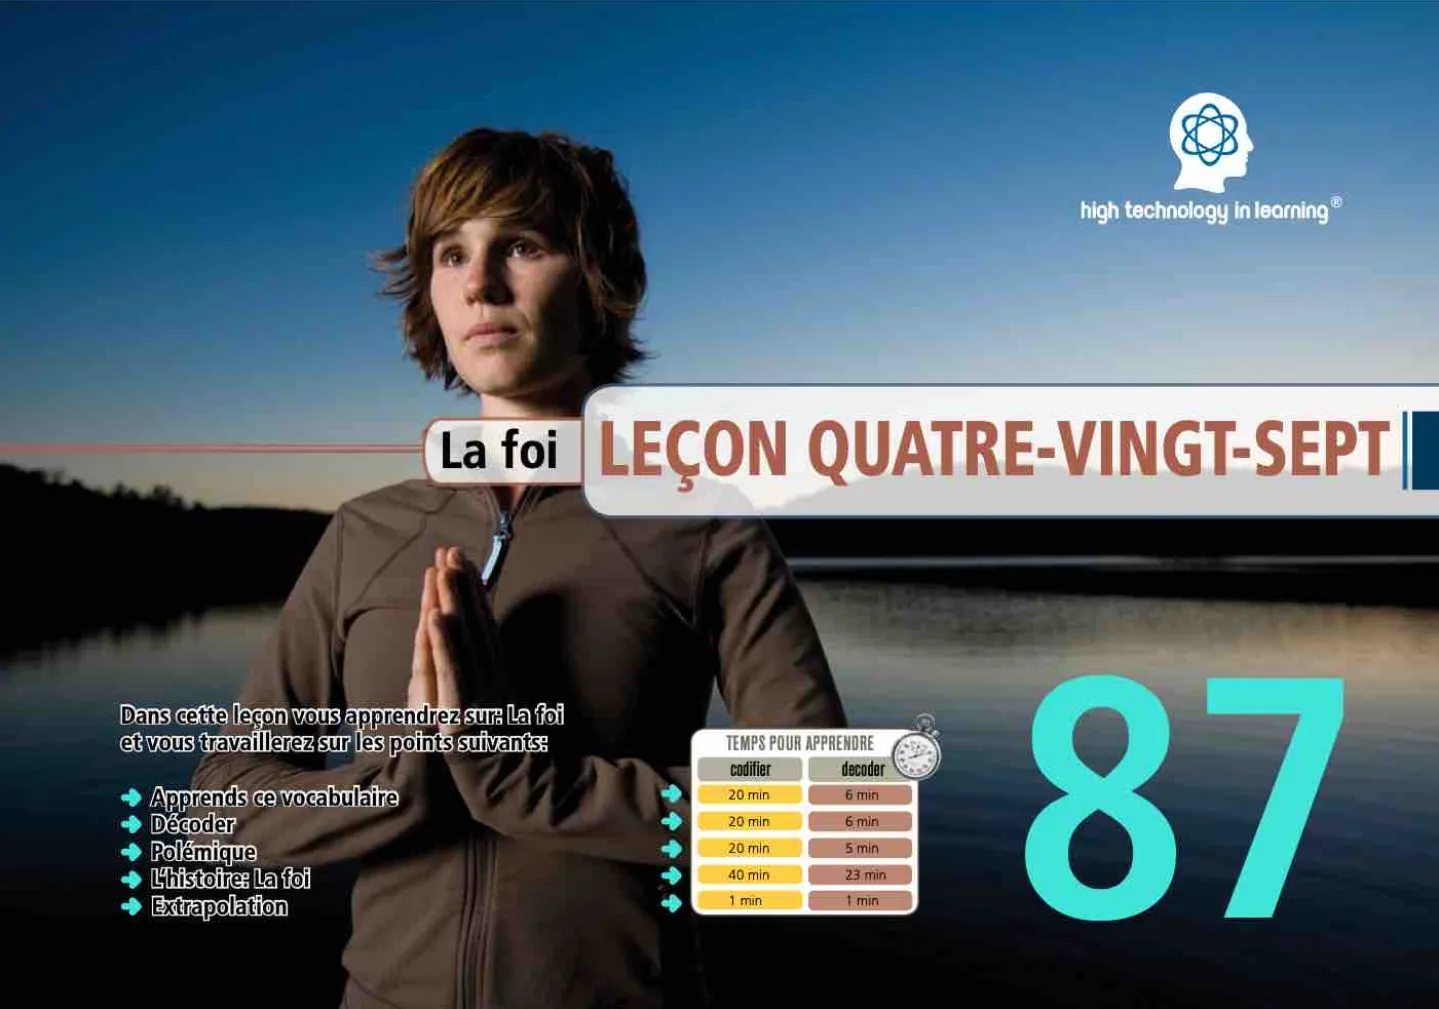 high technology in learning®
La foi
LEÇON QUATRE-VINGT-SEPT
Dans cette leçon vous apprendrez sur: La foi
et vous travaillerez sur les points suivants:
Apprends ce vocabulaire
Décoder
Polémique
L'histoire: La foi
Extrapolation
TEMPS POUR APPRENDRE
codifier decoder
20 min 6 min
20 min 6 min
20 min 5 min
40 min 23 min
1 min 1 min
87